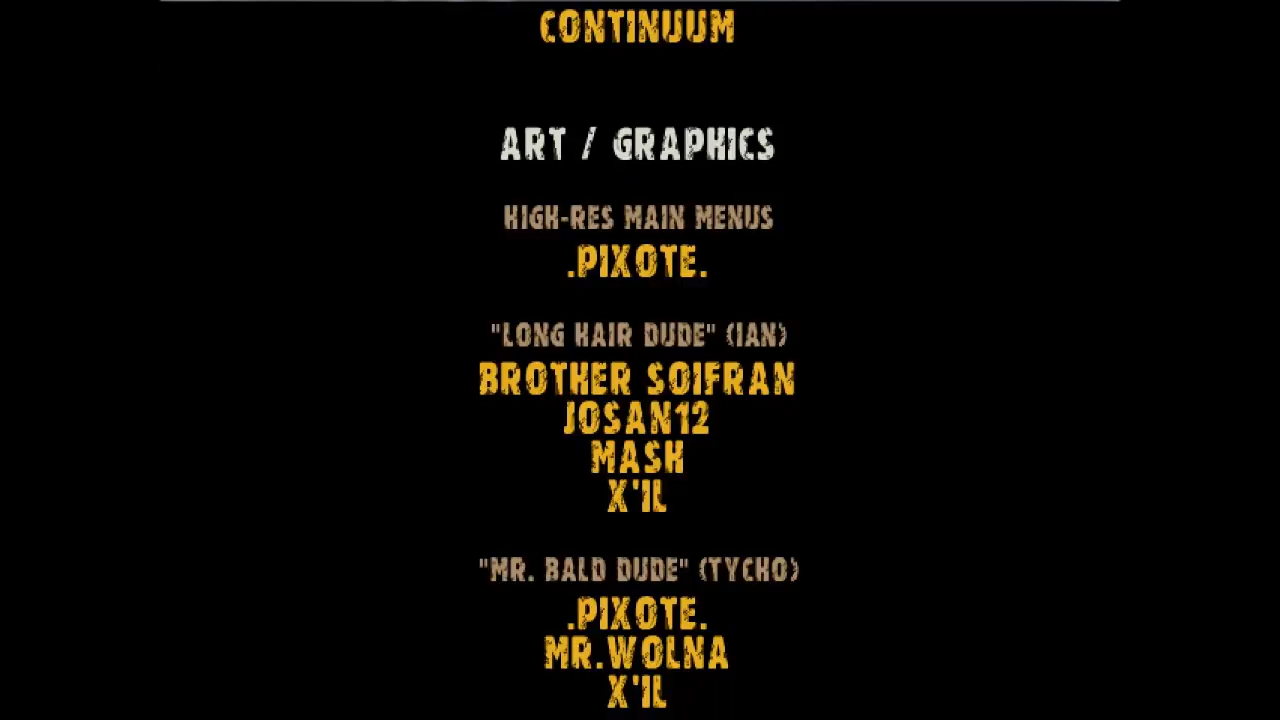 CONTINUUM
ART / GRAPHICS
HIGH-RES MAIN MENUS
.PIXOTE.
"LONG HAIR DUDE" (IAN)
BROTHER SOIFRAN
JOSAN12
MASH
X'IL
"MR. BALD DUDE" (TYCHO)
.PIXOTE.
MR.WOLNA
X'IL